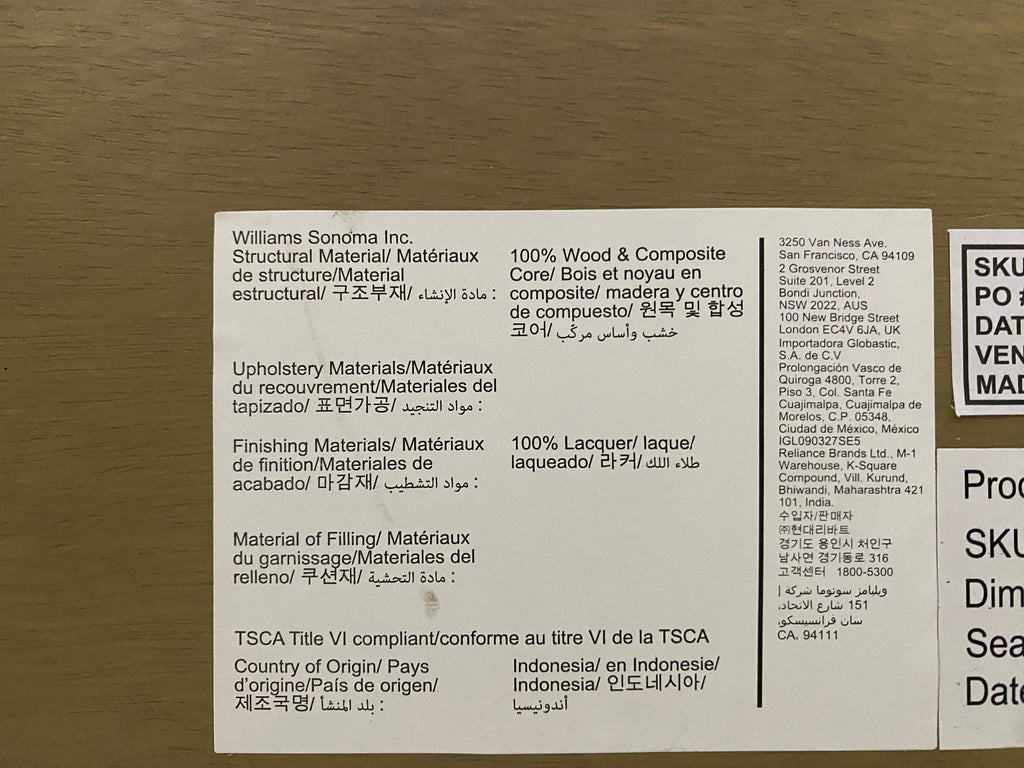 Williams Sonoma Inc.
Structural Material/ Matériaux
de structure/Material
estructural/ 구조부재/ مادة الإنشاء :
100% Wood & Composite
Core/ Bois et noyau en
composite/ madera y centro
de compuesto/ 원목 및 합성
코어/ خشب وأساس مركّب
Upholstery Materials/Matériaux
du recouvrement/Materiales del
tapizado/ 표면가공/ مواد التنجيد :
Finishing Materials/ Matériaux
de finition/Materiales de
acabado/ 마감재/ مواد التشطيب :
100% Lacquer/ laque/
laqueado/ 라커/ طلاء اللك
Material of Filling/ Matériaux
du garnissage/Materiales del
relleno/ 쿠션재/ مادة التحشية :
TSCA Title VI compliant/conforme au titre VI de la TSCA
Country of Origin/ Pays
d'origine/País de origen/
제조국명/ بلد المنشأ :
Indonesia/ en Indonesie/
Indonesia/ 인도네시아/
أندونيسيا
3250 Van Ness Ave.
San Francisco, CA 94109
2 Grosvenor Street
Suite 201, Level 2
Bondi Junction,
NSW 2022, AUS
100 New Bridge Street
London EC4V 6JA, UK
Importadora Globastic,
S.A. de C.V
Prolongación Vasco de
Quiroga 4800, Torre 2,
Piso 3, Col. Santa Fe
Cuajimalpa, Cuajimalpa de
Morelos, C.P. 05348,
Ciudad de México, México
IGL090327SE5
Reliance Brands Ltd., M-1
Warehouse, K-Square
Compound, Vill. Kurund,
Bhiwandi, Maharashtra 421
101, India.
수입자/판매자
㈜현대리바트
경기도 용인시 처인구
남사면 경기동로 316
고객센터 1800-5300
ويليامز سونوما شركة |
151 شارع الاتحاد،
سان فرانسيسكو،
CA. 94111
SKU
PO #
DAT
VEN
MAD
Prod
SKU
Dim
Sea
Date